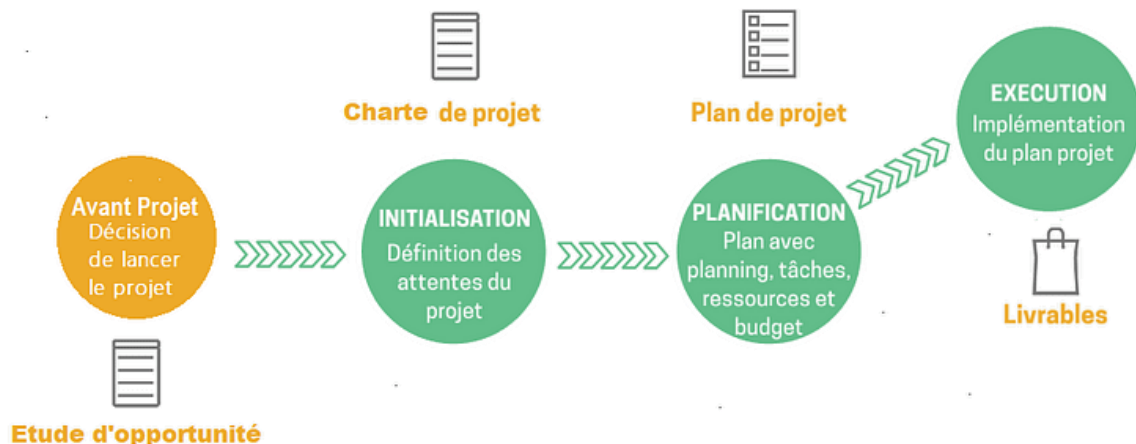 Avant Projet
Décision
de lancer
le projet
Etude d'opportunité
Charte de projet
INITIALISATION
Définition des
attentes du
projet
Plan de projet
PLANIFICATION
Plan avec
planning, tâches,
ressources et
budget
EXECUTION
Implémentation
du plan projet
Livrables